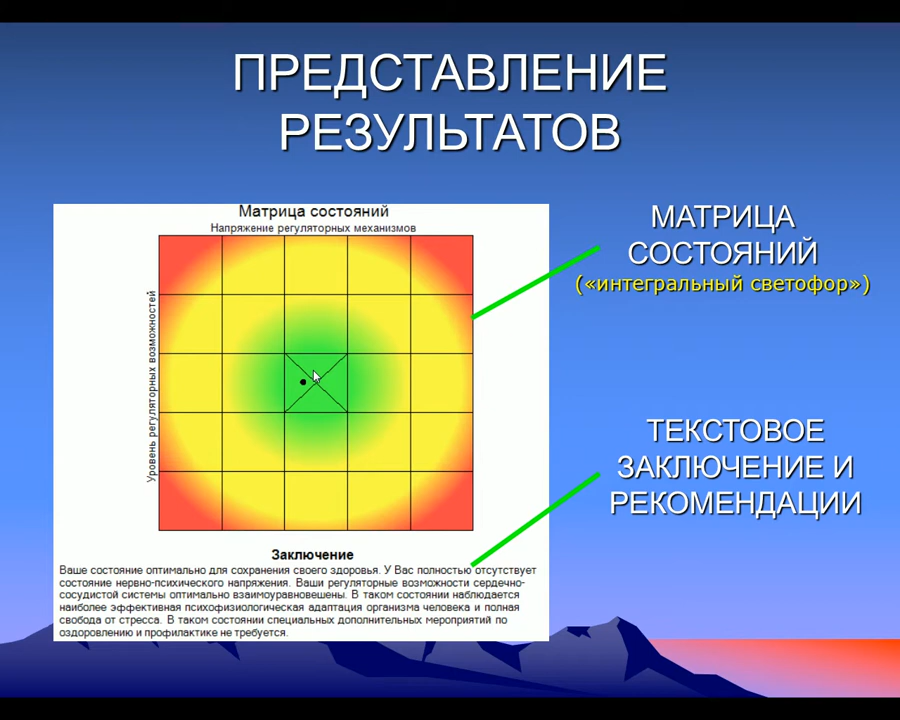 ПРЕДСТАВЛЕНИЕ
РЕЗУЛЬТАТОВ
Матрица состояний
Напряжение регуляторных механизмов
Уровень регуляторных возможностей
МАТРИЦА
СОСТОЯНИЙ
(«интегральный светофор»)
ТЕКСТОВОЕ
ЗАКЛЮЧЕНИЕ И
РЕКОМЕНДАЦИИ
Заключение
Ваше состояние оптимально для сохранения своего здоровья. У Вас полностью отсутствует
состояние нервно-психического напряжения. Ваши регуляторные возможности сердечно-
сосудистой системы оптимально взаимоуравновешены. В таком состоянии наблюдается
наиболее эффективная психофизиологическая адаптация организма человека и полная
свобода от стресса. В таком состоянии специальных дополнительных мероприятий по
оздоровлению и профилактике не требуется.